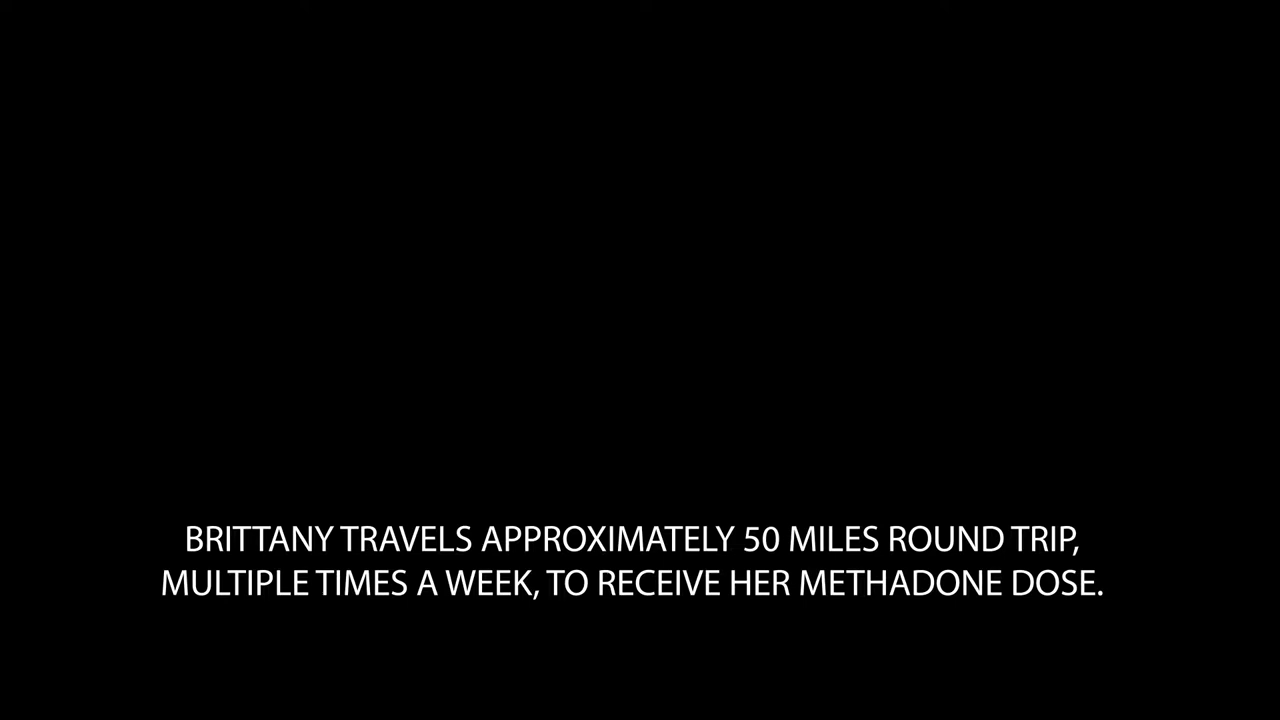 BRITTANY TRAVELS APPROXIMATELY 50 MILES ROUND TRIP,
MULTIPLE TIMES A WEEK, TO RECEIVE HER METHADONE DOSE.